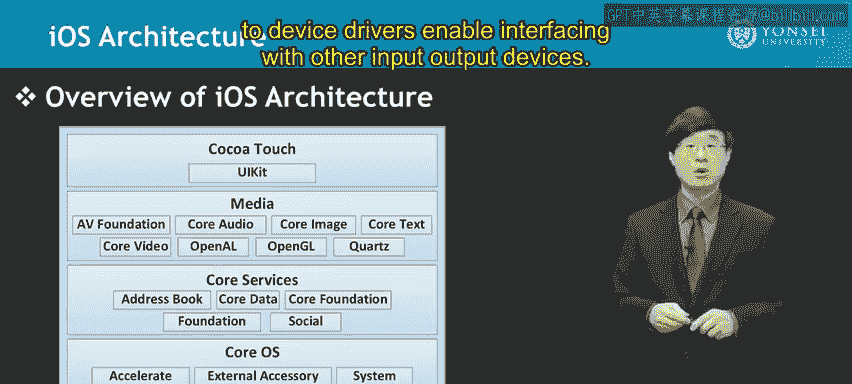 iOS Architecture
to device drivers enable interfacing
with other input output devices.
YONSEI
UNIVERSITY
❖ Overview of iOS Architecture
Cocoa Touch
UIKit
Media
AV Foundation Core Audio Core Image Core Text
Core Video OpenAL OpenGL Quartz
Core Services
Address Book Core Data Core Foundation
Foundation Social
Core OS
Accelerate External Accessory System